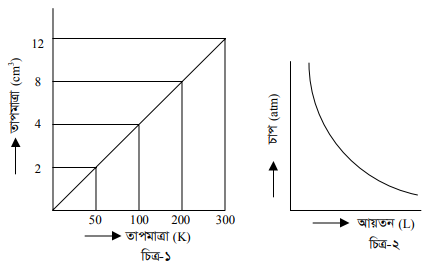 12
8
4
2
তাপমাত্রা (cm³)
50 100 200 300
তাপমাত্রা (K)
চিত্র-১
চাপ (atm)
আয়তন (L)
চিত্র-২